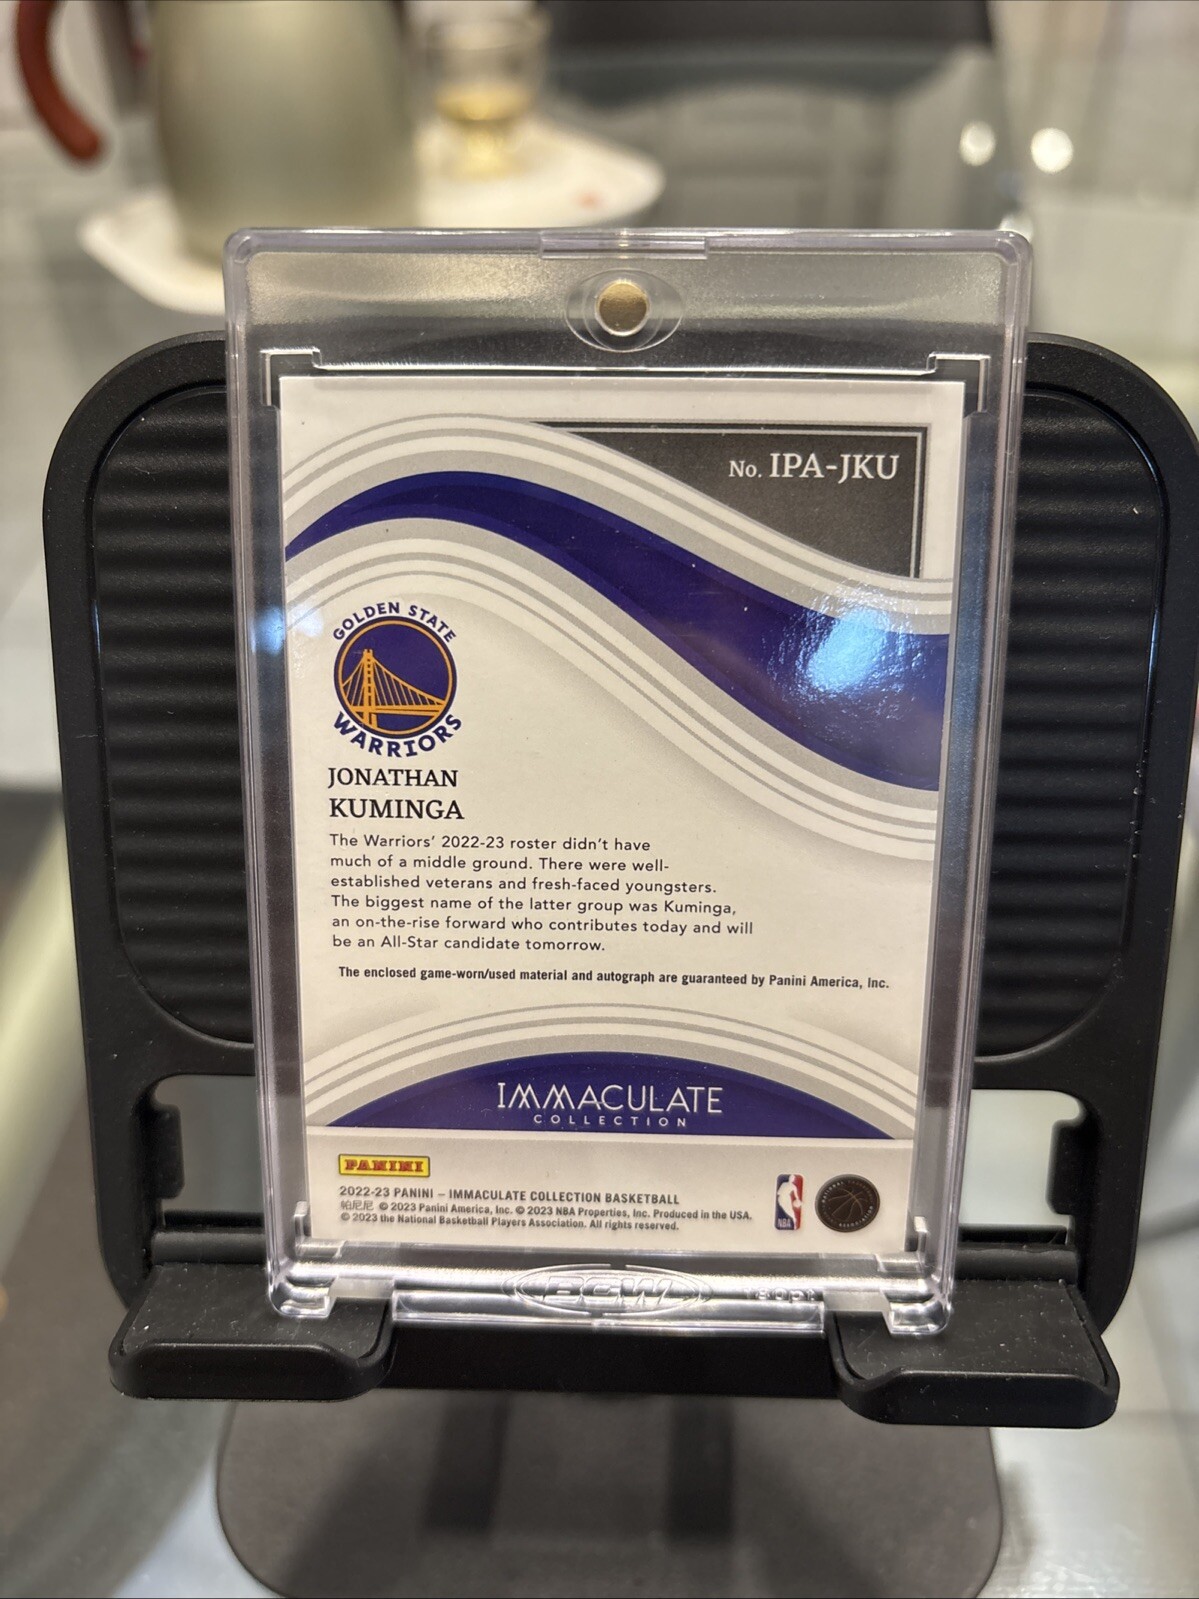 No. IPA-JKU
GOLDEN STATE
WARRIORS
JONATHAN
KUMINGA
The Warriors' 2022-23 roster didn't have
much of a middle ground. There were well-
established veterans and fresh-faced youngsters.
The biggest name of the latter group was Kuminga,
an on-the-rise forward who contributes today and will
be an All-Star candidate tomorrow.
The enclosed game-worn/used material and autograph are guaranteed by Panini America, Inc.
IMMACULATE
COLLECTION
PANINI
2022-23 PANINI – IMMACULATE COLLECTION BASKETBALL
帕尼尼 © 2023 Panini America, Inc. © 2023 NBA Properties, Inc. Produced in the USA.
© 2023 the National Basketball Players Association. All rights reserved.
NBA
BCW
180pt